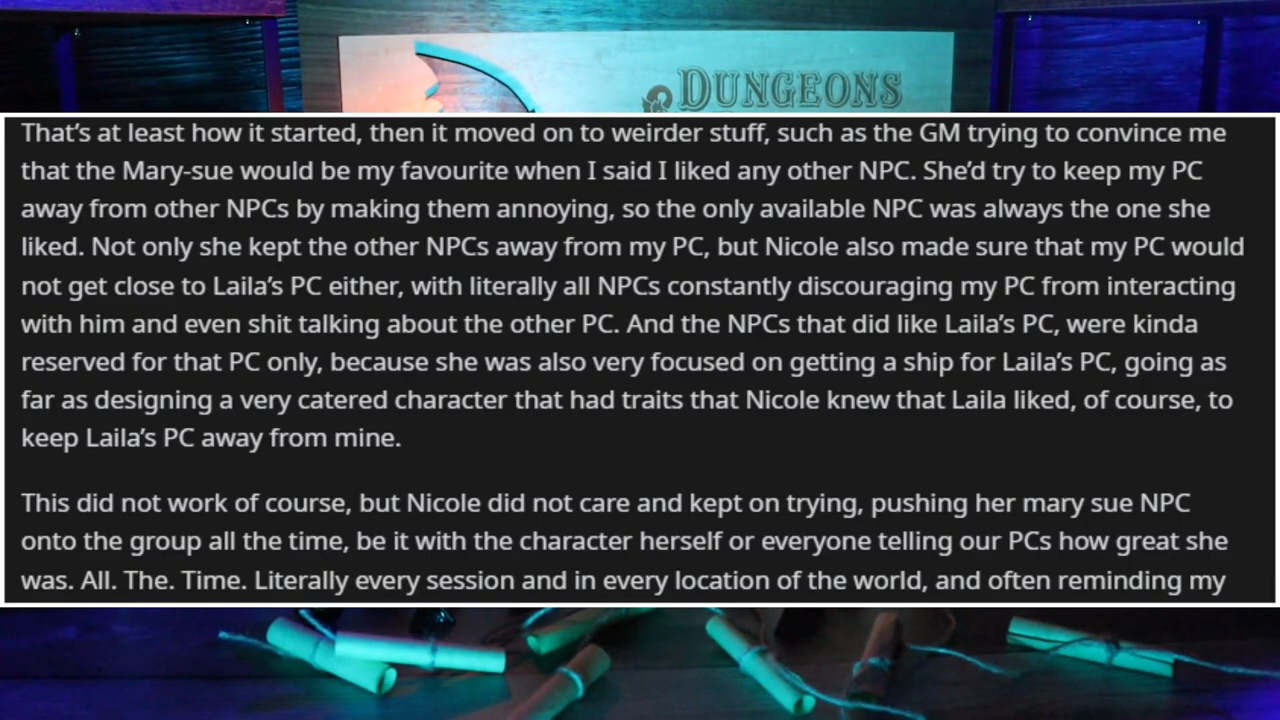 DUNGEONS
That's at least how it started, then it moved on to weirder stuff, such as the GM trying to convince me
that the Mary-sue would be my favourite when I said I liked any other NPC. She'd try to keep my PC
away from other NPCs by making them annoying, so the only available NPC was always the one she
liked. Not only she kept the other NPCs away from my PC, but Nicole also made sure that my PC would
not get close to Laila's PC either, with literally all NPCs constantly discouraging my PC from interacting
with him and even shit talking about the other PC. And the NPCs that did like Laila's PC, were kinda
reserved for that PC only, because she was also very focused on getting a ship for Laila's PC, going as
far as designing a very catered character that had traits that Nicole knew that Laila liked, of course, to
keep Laila's PC away from mine.
This did not work of course, but Nicole did not care and kept on trying, pushing her mary sue NPC
onto the group all the time, be it with the character herself or everyone telling our PCs how great she
was. All. The. Time. Literally every session and in every location of the world, and often reminding my